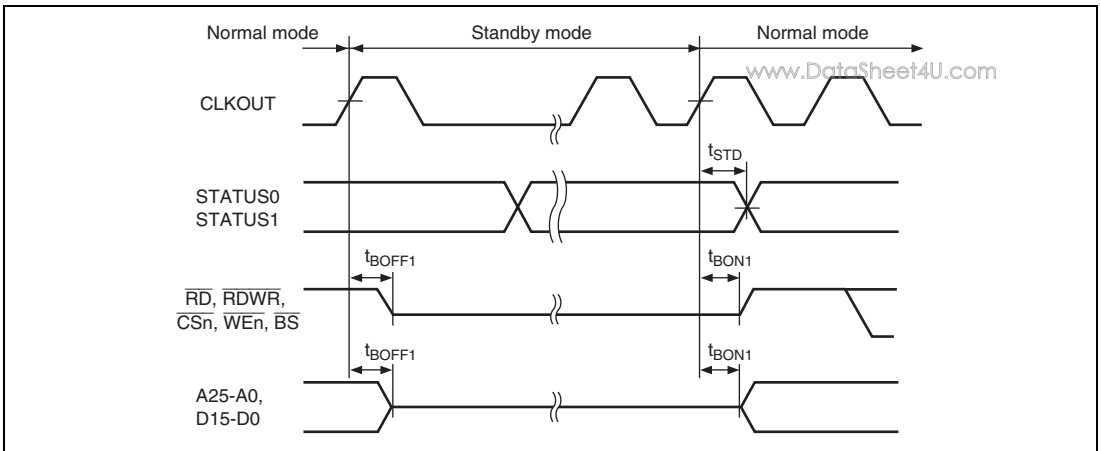 Normal mode Standby mode Normal mode
www.DataSheet4U.com
CLKOUT
tSTD
STATUS0
STATUS1
tBOFF1 tBON1
RD, RDWR,
CSn, WEn, BS
tBOFF1 tBON1
A25-A0,
D15-D0